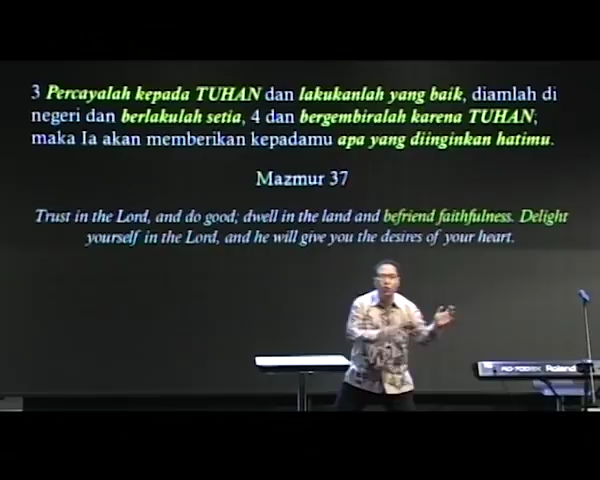 3 Percayalah kepada TUHAN dan lakukanlah yang baik, diamlah di
negeri dan berlakulah setia, 4 dan bergembiralah karena TUHAN;
maka Ia akan memberikan kepadamu apa yang diinginkan hatimu.
Mazmur 37
Trust in the Lord, and do good; dwell in the land and befriend faithfulness. Delight
yourself in the Lord, and he will give you the desires of your heart.
Roland